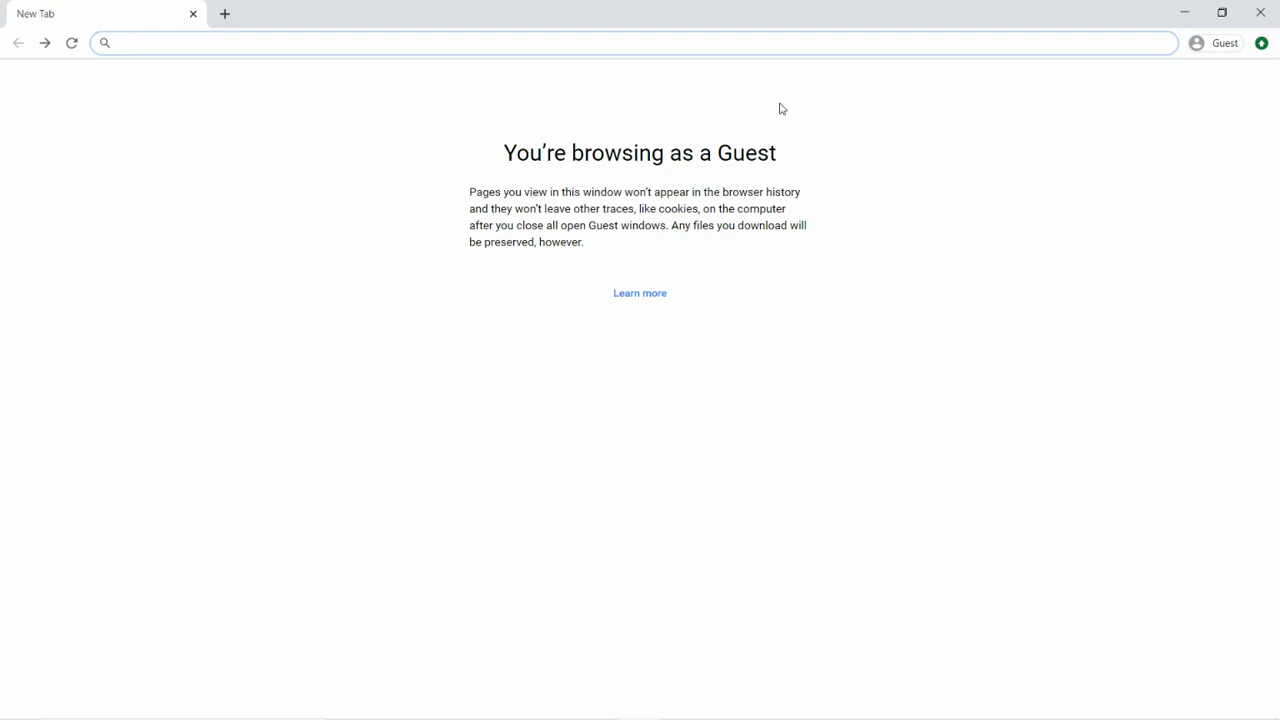 New Tab
Guest
You’re browsing as a Guest
Pages you view in this window won’t appear in the browser history
and they won’t leave other traces, like cookies, on the computer
after you close all open Guest windows. Any files you download will
be preserved, however.
Learn more